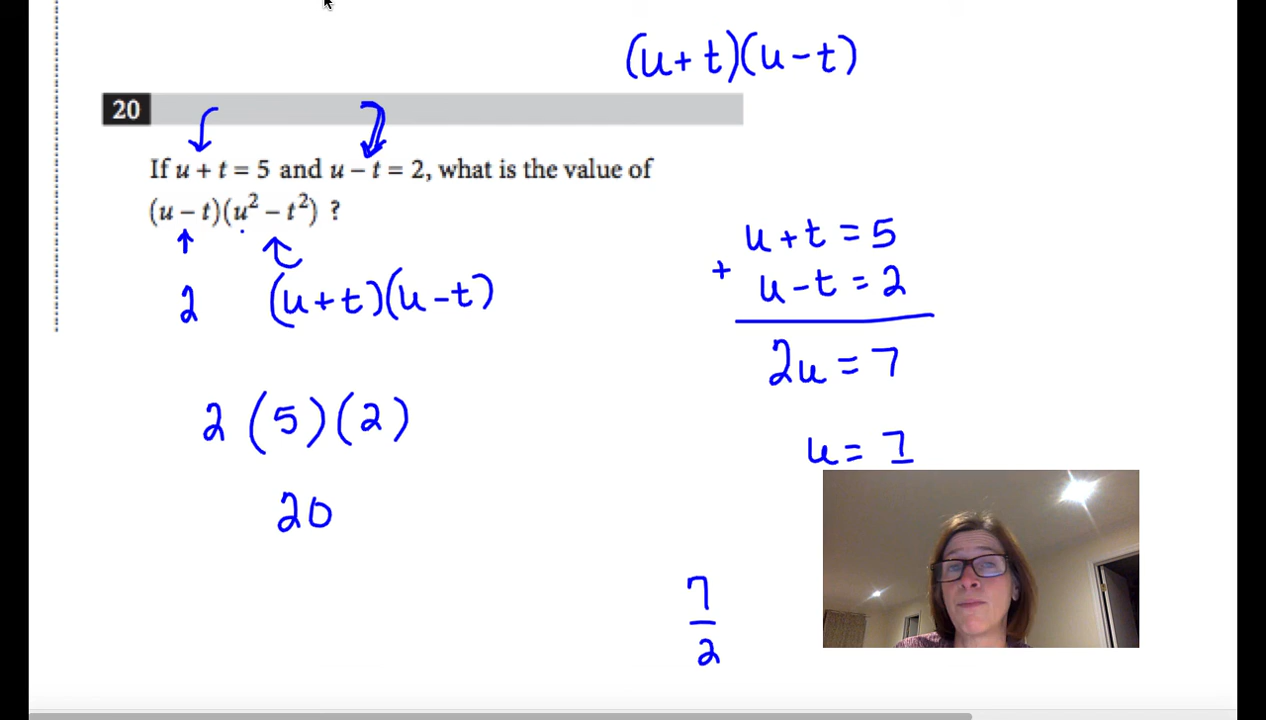 (u+t)(u-t)
20
If u + t = 5 and u − t = 2, what is the value of
(u − t)(u² − t²) ?
2 (u+t)(u-t)
2 (5)(2)
20
u+t=5
+ u-t=2
2u=7
u= 7
7
2